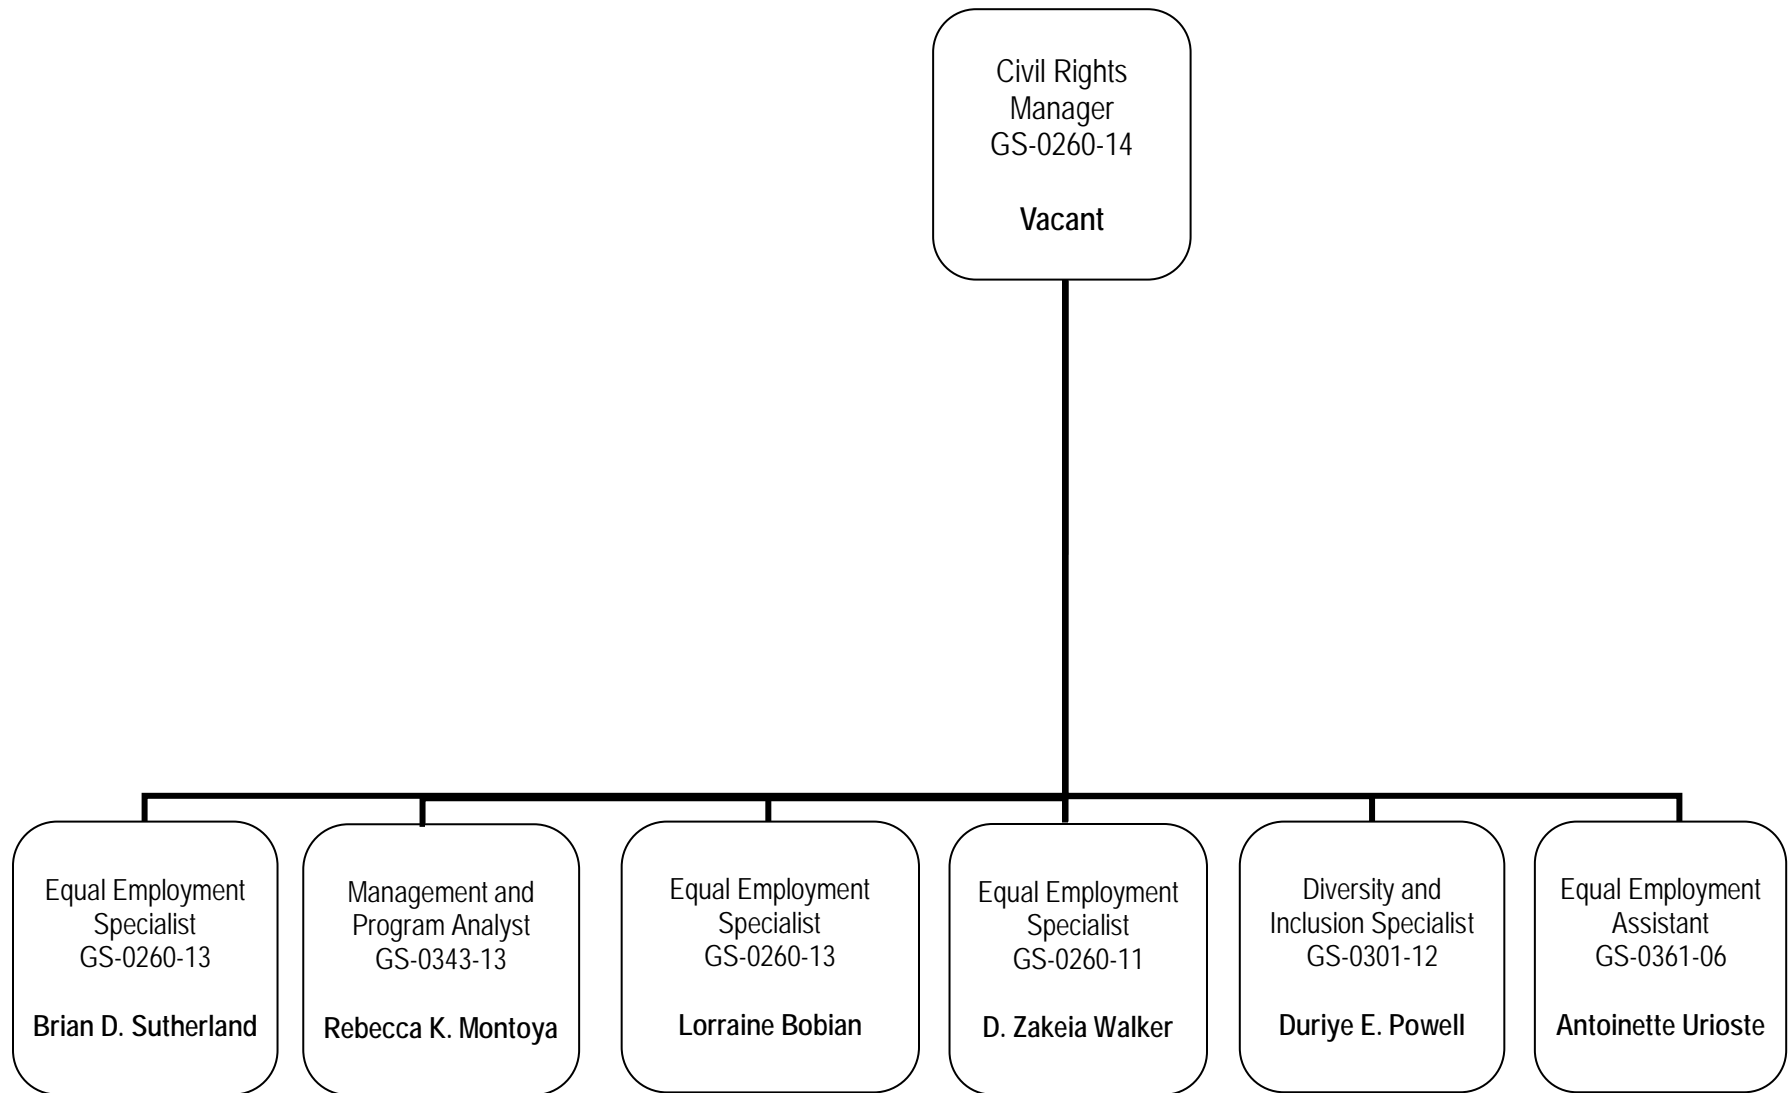 Civil Rights
Manager
GS-0260-14
Vacant
Equal Employment
Specialist
GS-0260-13
Brian D. Sutherland
Management and
Program Analyst
GS-0343-13
Rebecca K. Montoya
Equal Employment
Specialist
GS-0260-13
Lorraine Bobian
Equal Employment
Specialist
GS-0260-11
D. Zakeia Walker
Diversity and
Inclusion Specialist
GS-0301-12
Duriye E. Powell
Equal Employment
Assistant
GS-0361-06
Antoinette Urioste